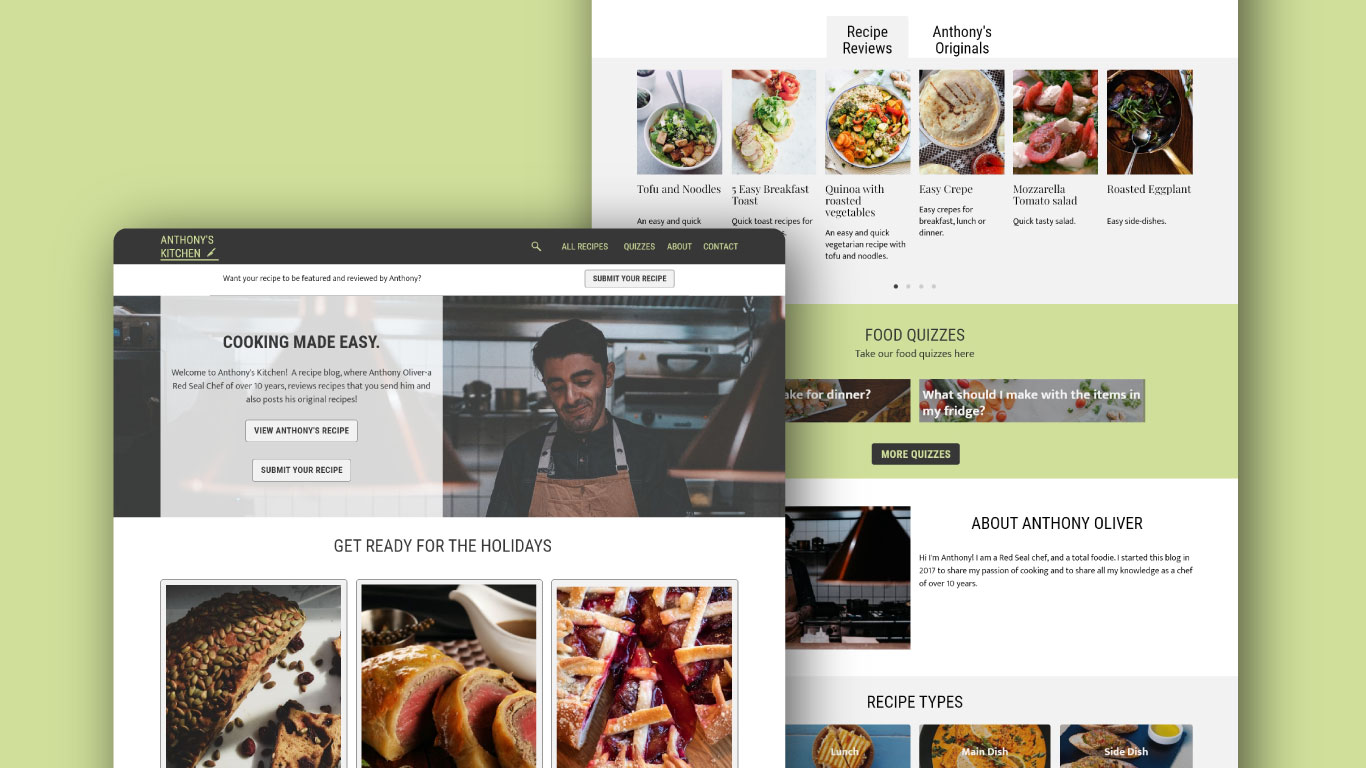 Recipe
Reviews
Anthony's
Originals
Tofu and Noodles
An easy and quick
5 Easy Breakfast
Toast
Quick toast recipes for
Quinoa with
roasted
vegetables
An easy and quick
vegetarian recipe with
tofu and noodles.
Easy Crepe
Easy crepes for
breakfast, lunch or
dinner.
Mozzarella
Tomato salad
Quick tasty salad.
Roasted Eggplant
Easy side-dishes.
FOOD QUIZZES
Take our food quizzes here
for dinner?
What should I make with the items in
my fridge?
MORE QUIZZES
ABOUT ANTHONY OLIVER
Hi I'm Anthony! I am a Red Seal chef, and a total foodie. I started this blog in
2017 to share my passion of cooking and to share all my knowledge as a chef
of over 10 years.
RECIPE TYPES
Lunch
Main Dish
Side Dish
ANTHONY'S
KITCHEN
ALL RECIPES QUIZZES ABOUT CONTACT
Want your recipe to be featured and reviewed by Anthony?
SUBMIT YOUR RECIPE
COOKING MADE EASY.
Welcome to Anthony's Kitchen! A recipe blog, where Anthony Oliver-a
Red Seal Chef of over 10 years, reviews recipes that you send him and
also posts his original recipes!
VIEW ANTHONY'S RECIPE
SUBMIT YOUR RECIPE
GET READY FOR THE HOLIDAYS